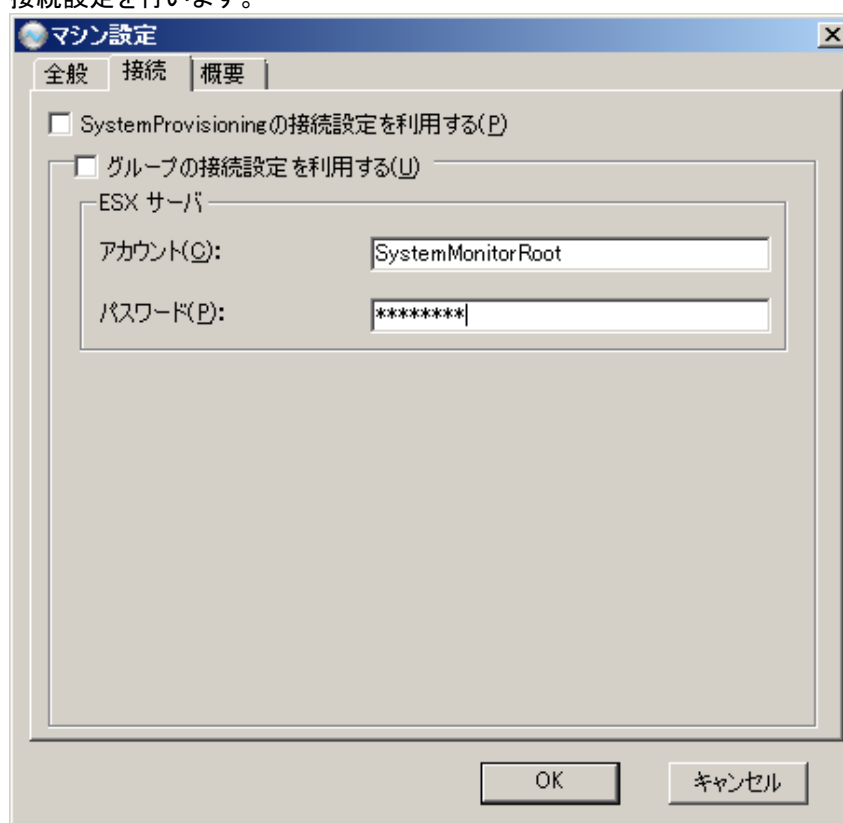 接続設定を行います。
マシン設定
全般 接続 概要
SystemProvisioningの接続設定を利用する(P)
グループの接続設定を利用する(U)
ESX サーバ
アカウント(C): SystemMonitorRoot
パスワード(P): ********
OK キャンセル